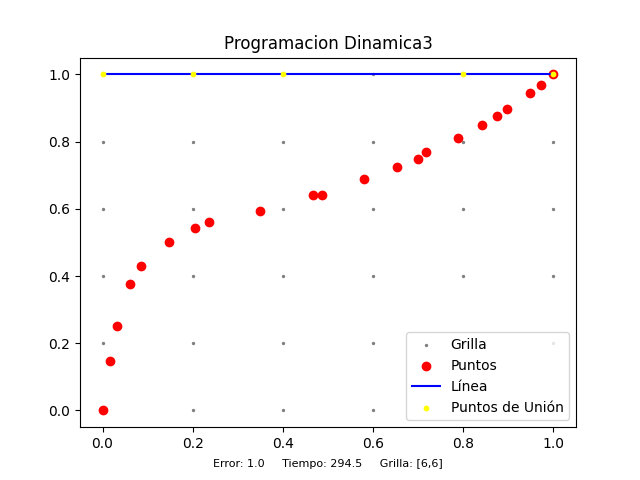 Programacion Dinamica3
1.0
0.8
0.6
0.4
0.2
0.0
Grilla
Puntos
Línea
Puntos de Unión
0.0 0.2 0.4 0.6 0.8 1.0
Error: 1.0 Tiempo: 294.5 Grilla: [6,6]